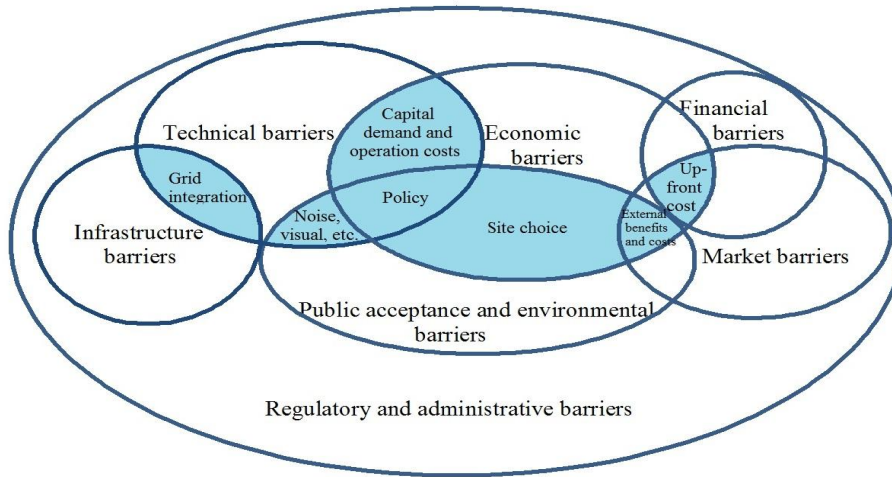 Technical barriers
Capital
demand and
operation costs
Economic
barriers
Financial
barriers
Grid
integration
Infrastructure
barriers
Noise,
visual, etc.
Policy
Site choice
Up-
front
cost
External
benefits
and costs
Market barriers
Public acceptance and environmental
barriers
Regulatory and administrative barriers